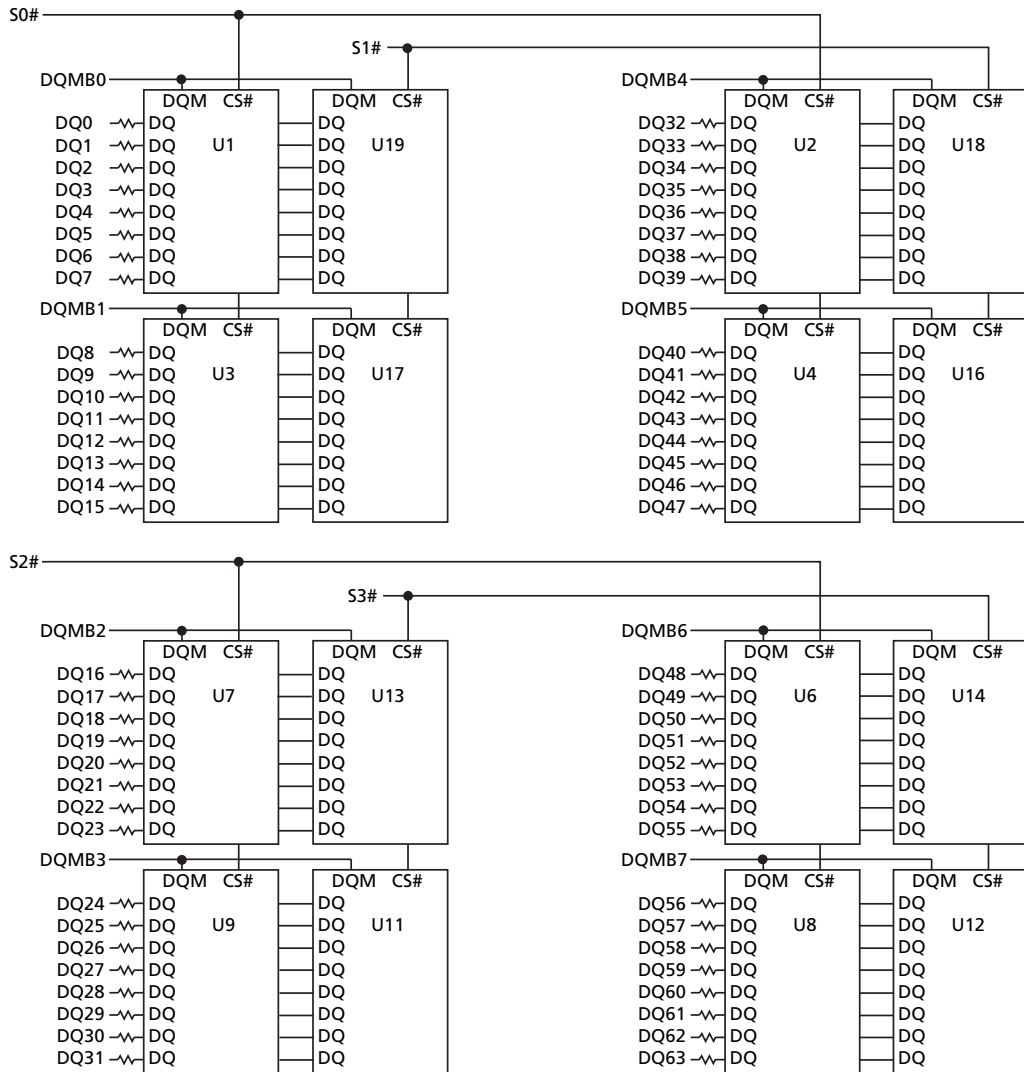 S0#
S1#
DQMB0 DQMB4
DQM CS# DQM CS# DQM CS# DQM CS#
DQ0 DQ DQ DQ32 DQ DQ
DQ1 DQ U1 DQ U19 DQ33 DQ U2 DQ U18
DQ2 DQ DQ DQ34 DQ DQ
DQ3 DQ DQ DQ35 DQ DQ
DQ4 DQ DQ DQ36 DQ DQ
DQ5 DQ DQ DQ37 DQ DQ
DQ6 DQ DQ DQ38 DQ DQ
DQ7 DQ DQ DQ39 DQ DQ
DQMB1 DQMB5
DQM CS# DQM CS# DQM CS# DQM CS#
DQ8 DQ DQ DQ40 DQ DQ
DQ9 DQ U3 DQ U17 DQ41 DQ U4 DQ U16
DQ10 DQ DQ DQ42 DQ DQ
DQ11 DQ DQ DQ43 DQ DQ
DQ12 DQ DQ DQ44 DQ DQ
DQ13 DQ DQ DQ45 DQ DQ
DQ14 DQ DQ DQ46 DQ DQ
DQ15 DQ DQ DQ47 DQ DQ
S2#
S3#
DQMB2 DQMB6
DQM CS# DQM CS# DQM CS# DQM CS#
DQ16 DQ DQ DQ48 DQ DQ
DQ17 DQ U7 DQ U13 DQ49 DQ U6 DQ U14
DQ18 DQ DQ DQ50 DQ DQ
DQ19 DQ DQ DQ51 DQ DQ
DQ20 DQ DQ DQ52 DQ DQ
DQ21 DQ DQ DQ53 DQ DQ
DQ22 DQ DQ DQ54 DQ DQ
DQ23 DQ DQ DQ55 DQ DQ
DQMB3 DQMB7
DQM CS# DQM CS# DQM CS# DQM CS#
DQ24 DQ DQ DQ56 DQ DQ
DQ25 DQ U9 DQ U11 DQ57 DQ U8 DQ U12
DQ26 DQ DQ DQ58 DQ DQ
DQ27 DQ DQ DQ59 DQ DQ
DQ28 DQ DQ DQ60 DQ DQ
DQ29 DQ DQ DQ61 DQ DQ
DQ30 DQ DQ DQ62 DQ DQ
DQ31 DQ DQ DQ63 DQ DQ